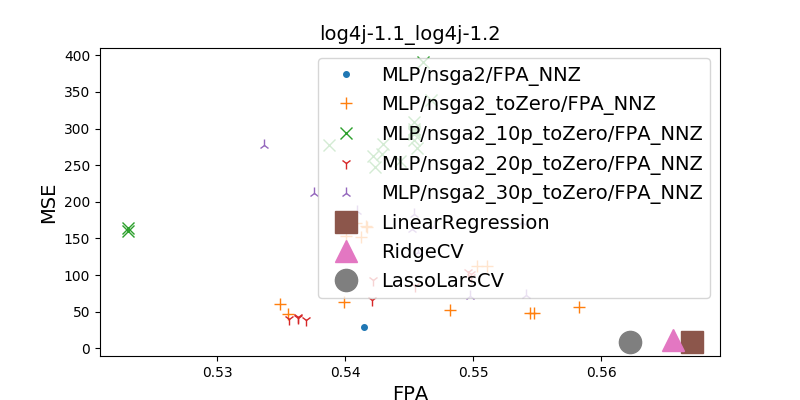 log4j-1.1_log4j-1.2
MSE
400
350
300
250
200
150
100
50
0
MLP/nsga2/FPA_NNZ
MLP/nsga2_toZero/FPA_NNZ
MLP/nsga2_10p_toZero/FPA_NNZ
MLP/nsga2_20p_toZero/FPA_NNZ
MLP/nsga2_30p_toZero/FPA_NNZ
LinearRegression
RidgeCV
LassoLarsCV
0.53 0.54 0.55 0.56
FPA